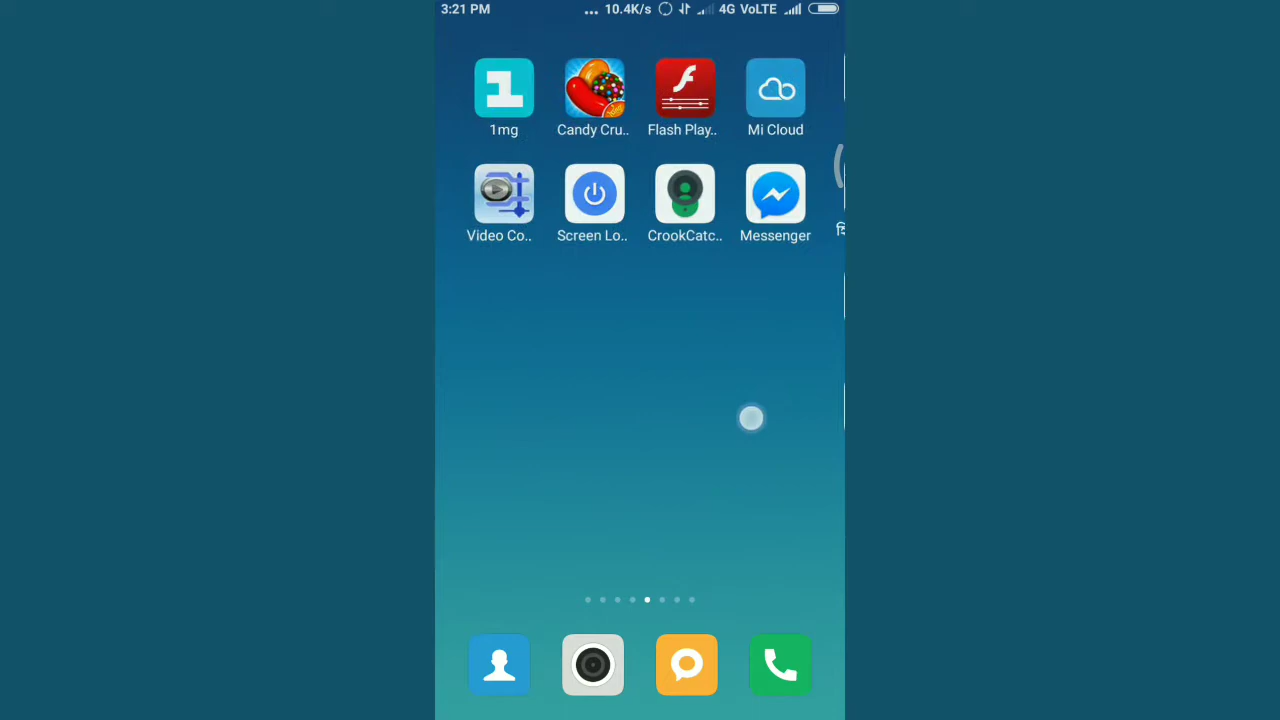 3:21 PM ... 10.4K/s 4G VoLTE
1mg Candy Cru.. Flash Play.. Mi Cloud
Video Co.. Screen Lo.. CrookCatc.. Messenger